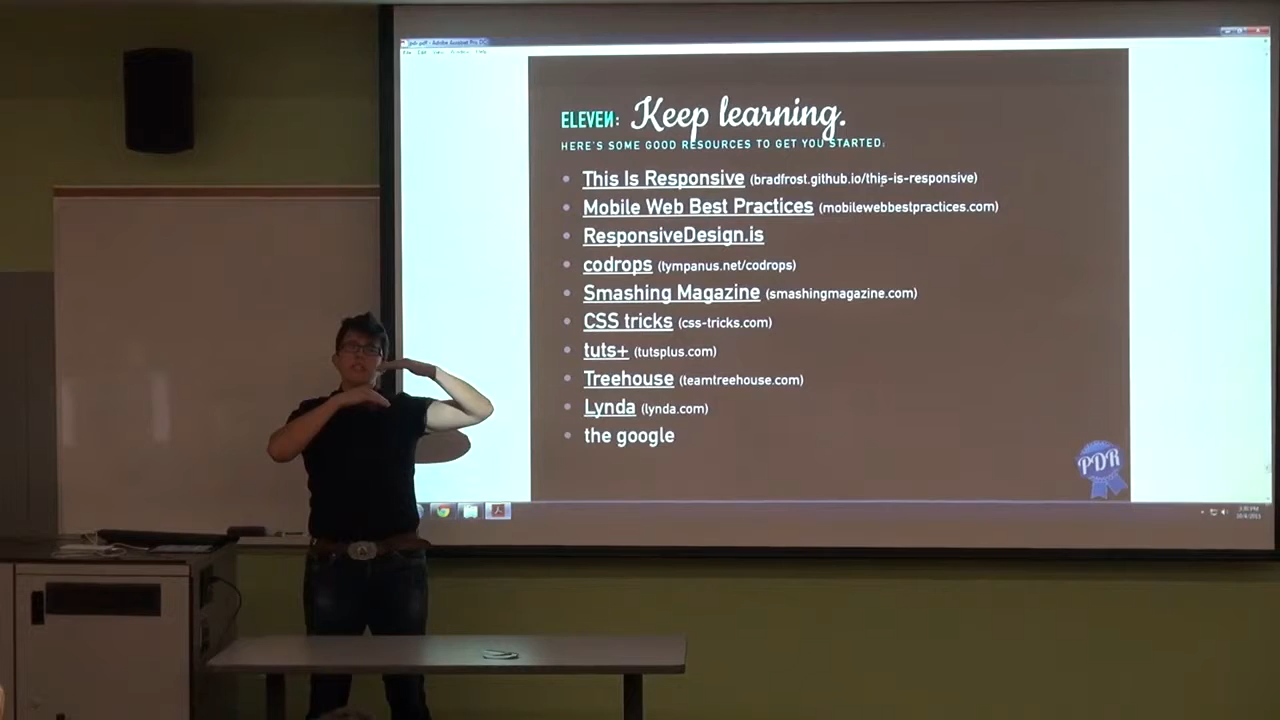 ELEVEN: Keep learning.
HERE'S SOME GOOD RESOURCES TO GET YOU STARTED:
• This Is Responsive (bradfrost.github.io/this-is-responsive)
• Mobile Web Best Practices (mobilewebbestpractices.com)
• ResponsiveDesign.is
• codrops (tympanus.net/codrops)
• Smashing Magazine (smashingmagazine.com)
• CSS tricks (css-tricks.com)
• tuts+ (tutsplus.com)
• Treehouse (teamtreehouse.com)
• Lynda (lynda.com)
• the google
PDR